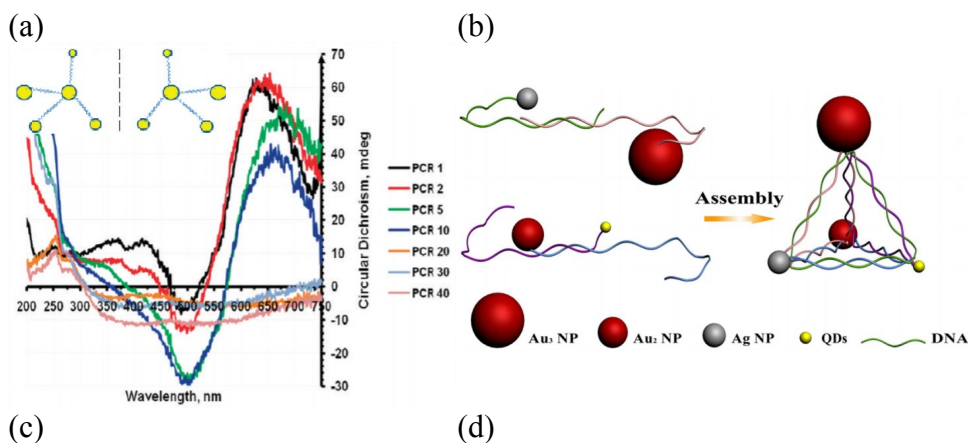 (a)
(b)
70
60
50
40
30
20
10
0
-10
-20
-30
Circular Dichroism, mdeg
200 250 300 350 400 450 500 550 600 650 700 750
Wavelength, nm
PCR 1
PCR 2
PCR 5
PCR 10
PCR 20
PCR 30
PCR 40
Assembly
Au₃ NP
Au₂ NP
Ag NP
QDs
DNA
(c)
(d)